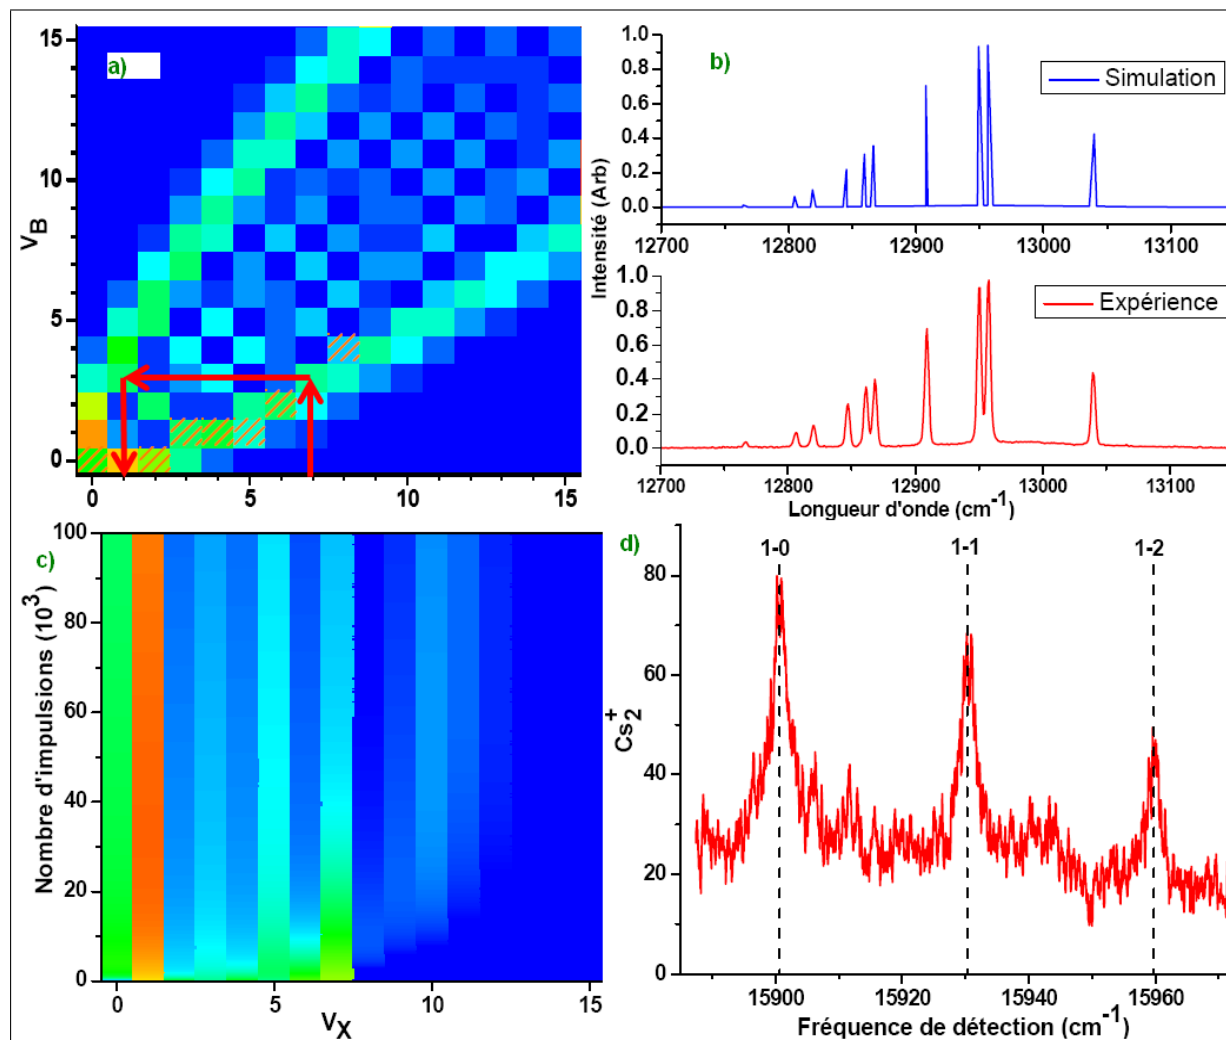 a)
15
10
5
0
V_B
0 5 10 15
b)
Simulation
1.0
0.8
0.6
0.4
0.2
0.0
12700 12800 12900 13000 13100
Intensité (Arb)
Expérience
1.0
0.8
0.6
0.4
0.2
0.0
12700 12800 12900 13000 13100
Longueur d'onde (cm⁻¹)
c)
100
80
60
40
20
0
Nombre d'impulsions (10³)
0 5 10 15
V_X
d)
1-0 1-1 1-2
80
60
40
20
0
Cs₂⁺
15900 15920 15940 15960
Fréquence de détection (cm⁻¹)